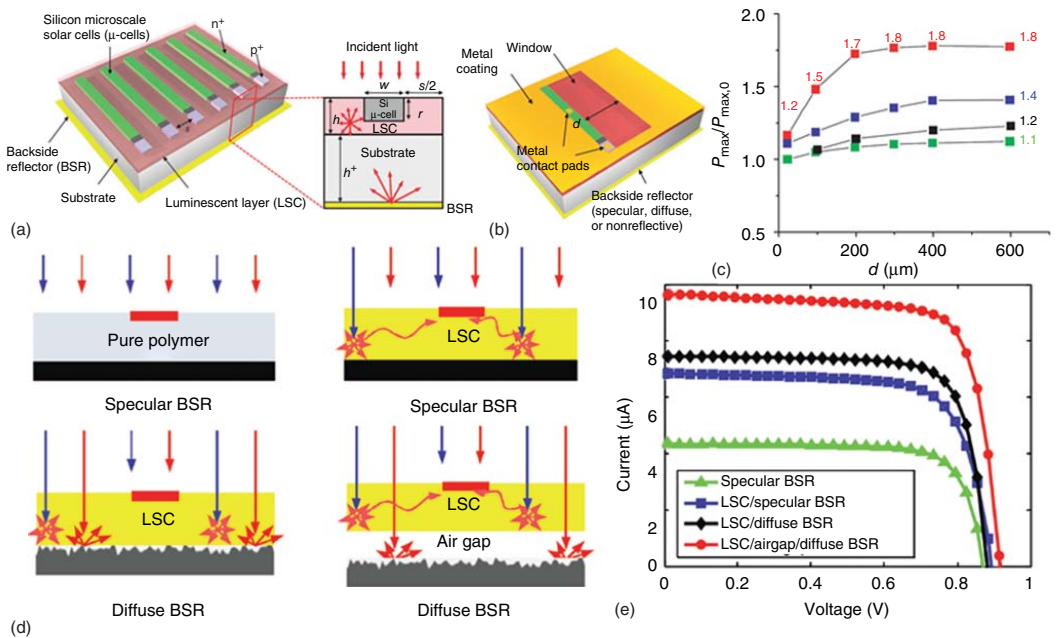 Silicon microscale
solar cells (μ-cells)
n+
p+
Backside
reflector (BSR)
Substrate
Luminescent layer (LSC)
(a)
Incident light
w
s/2
Si
μ-cell
r
h
LSC
Substrate
h+
BSR
Metal
coating
Window
d
Metal
contact pads
Backside reflector
(specular, diffuse,
or nonreflective)
(b)
Pmax/Pmax,0
2.0
1.5
1.0
0.5
1.2
1.5
1.7
1.8
1.8
1.8
1.4
1.2
1.1
0
200
400
600
d (μm)
(c)
Pure polymer
Specular BSR
LSC
Specular BSR
LSC
Diffuse BSR
LSC
Air gap
Diffuse BSR
(d)
Current (μA)
10
8
6
4
2
0
Specular BSR
LSC/specular BSR
LSC/diffuse BSR
LSC/airgap/diffuse BSR
0
0.2
0.4
0.6
0.8
1
Voltage (V)
(e)